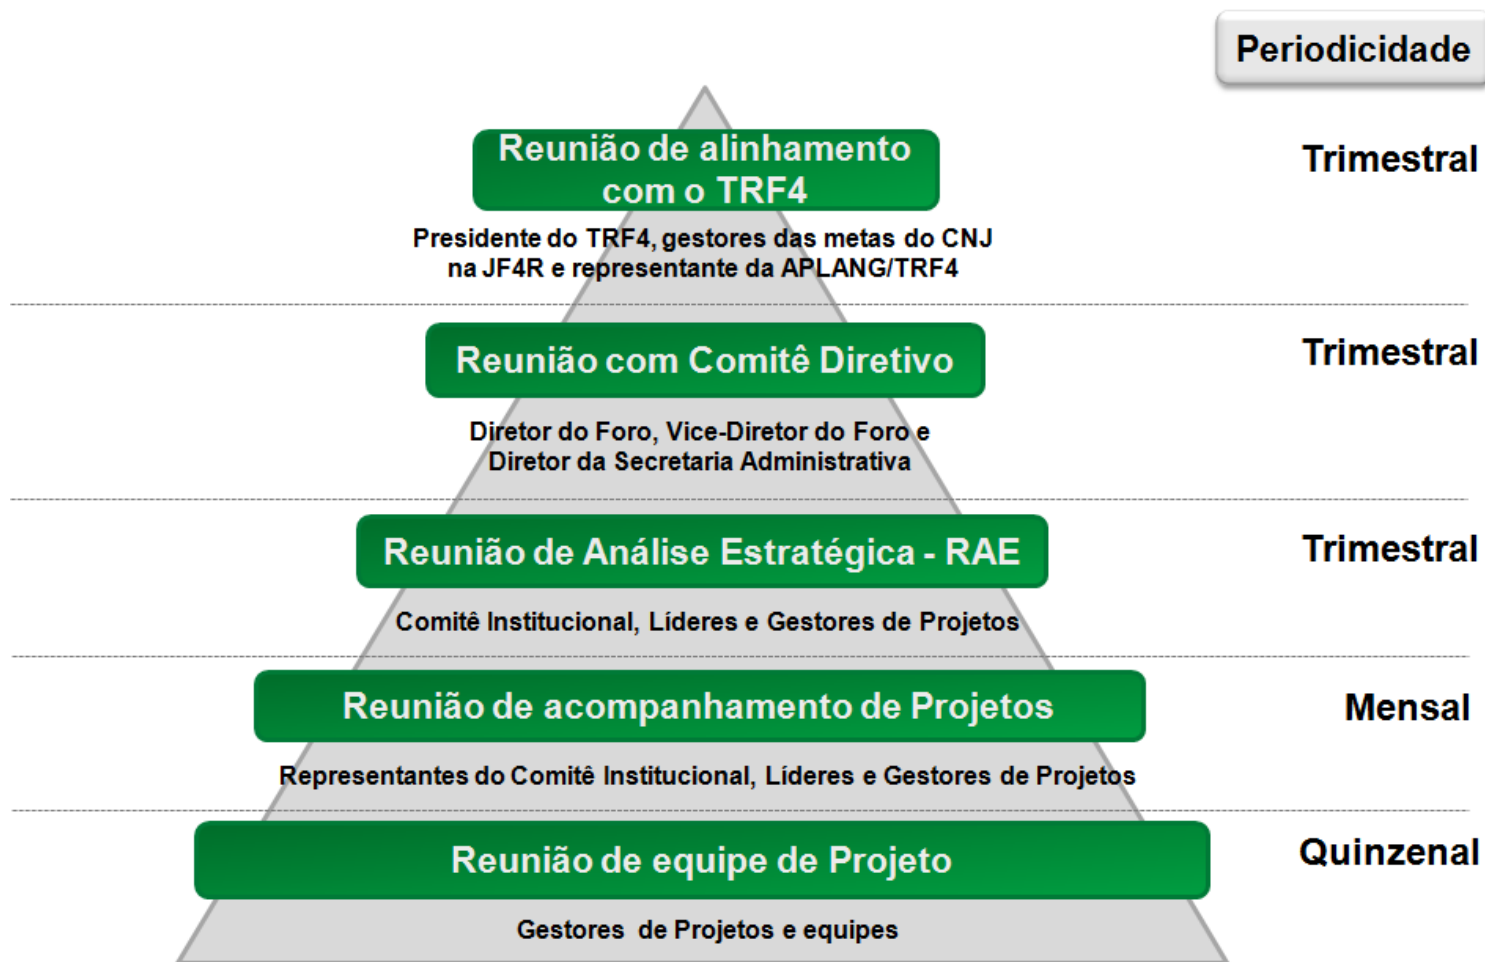 Periodicidade
Reunião de alinhamento
com o TRF4
Trimestral
Presidente do TRF4, gestores das metas do CNJ
na JF4R e representante da APLANG/TRF4
Reunião com Comitê Diretivo
Trimestral
Diretor do Foro, Vice-Diretor do Foro e
Diretor da Secretaria Administrativa
Reunião de Análise Estratégica - RAE
Trimestral
Comitê Institucional, Líderes e Gestores de Projetos
Reunião de acompanhamento de Projetos
Mensal
Representantes do Comitê Institucional, Líderes e Gestores de Projetos
Reunião de equipe de Projeto
Quinzenal
Gestores de Projetos e equipes